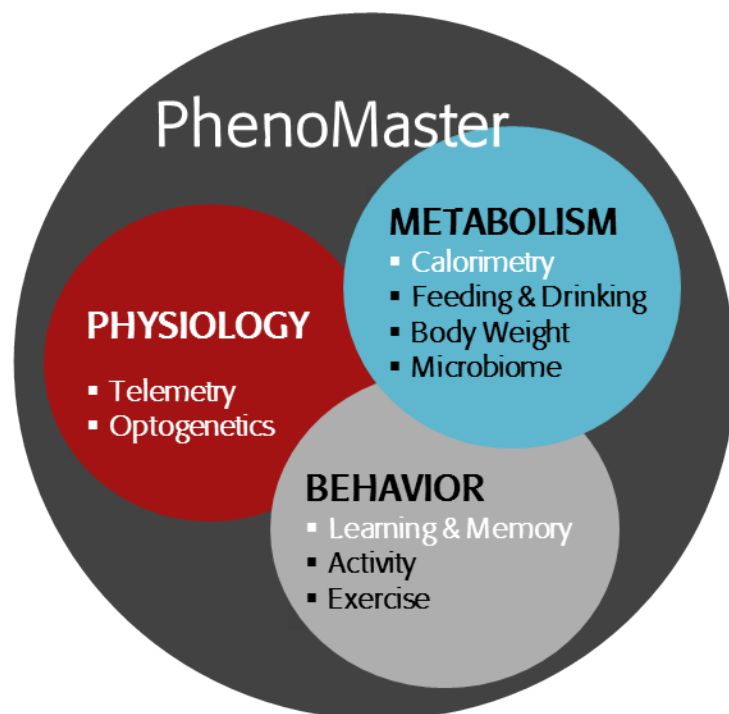 PhenoMaster
METABOLISM
▪ Calorimetry
▪ Feeding & Drinking
▪ Body Weight
▪ Microbiome
PHYSIOLOGY
▪ Telemetry
▪ Optogenetics
BEHAVIOR
▪ Learning & Memory
▪ Activity
▪ Exercise